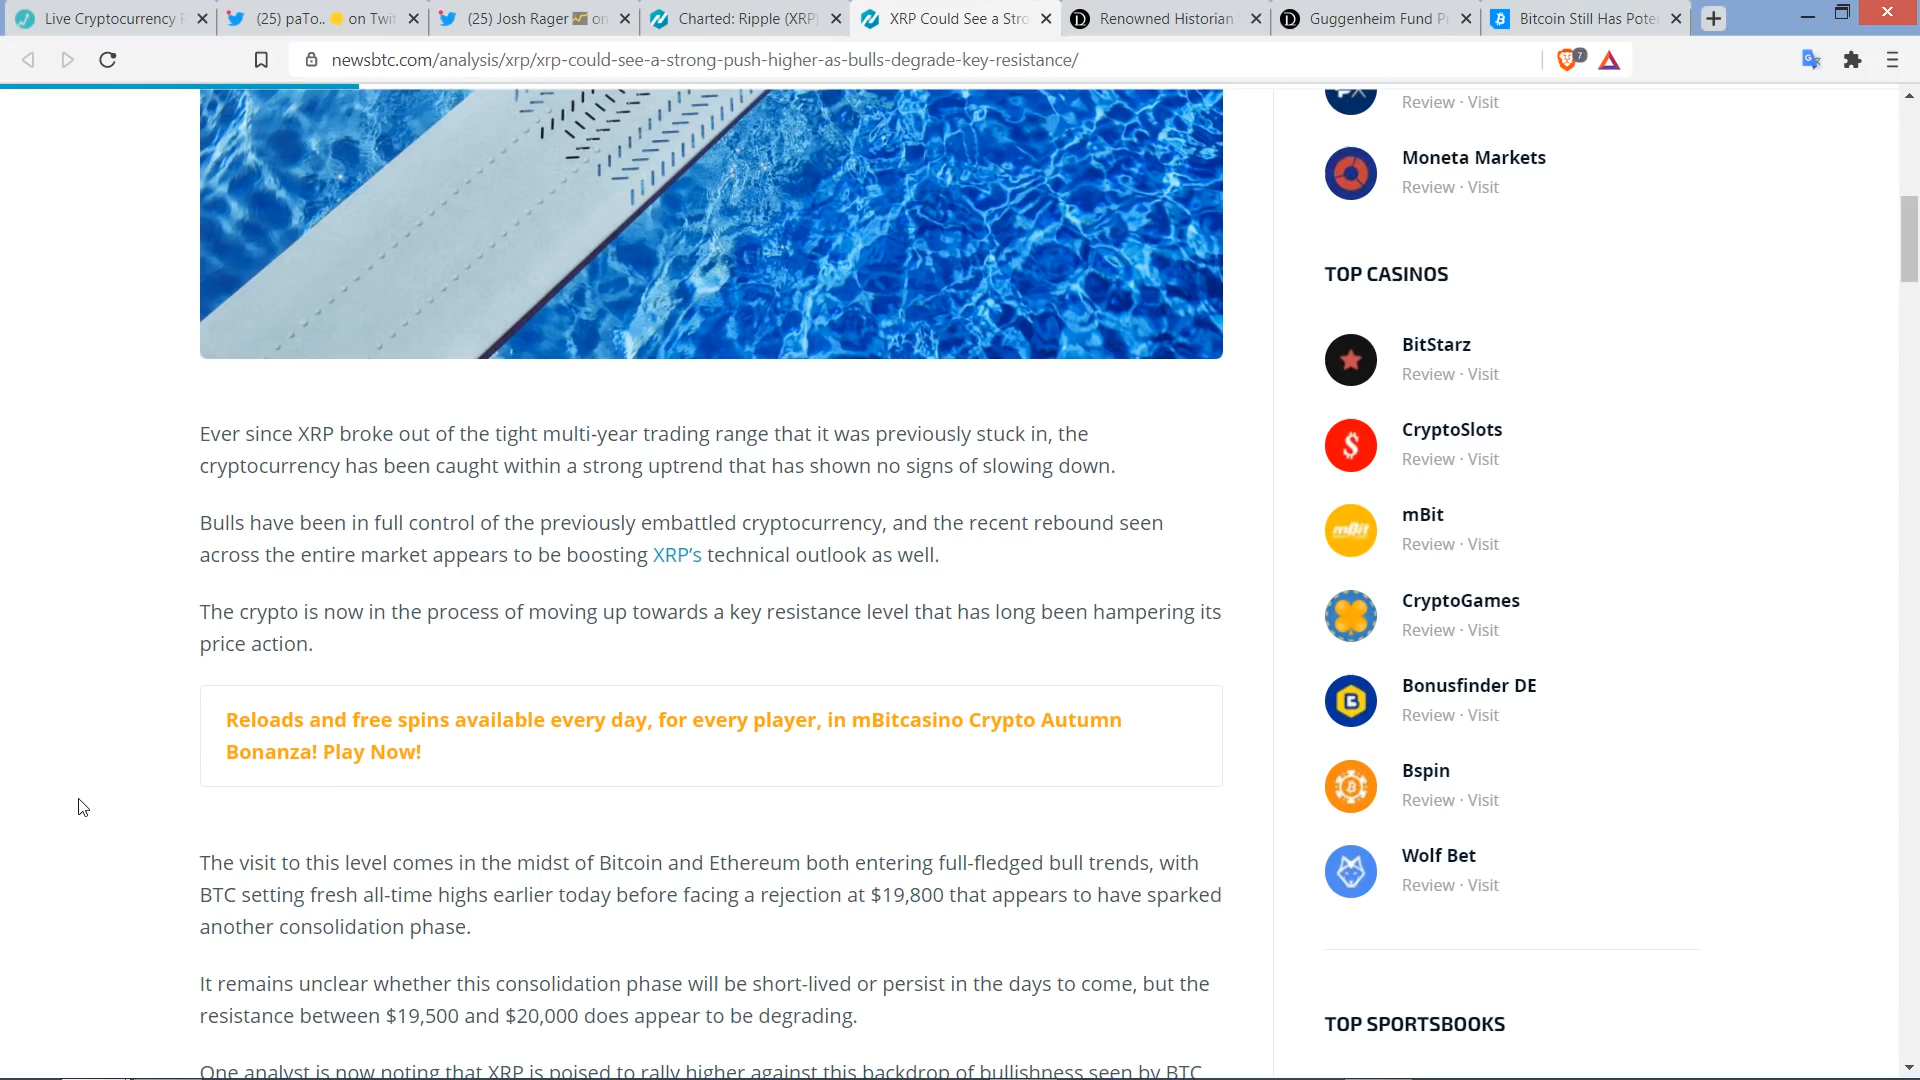 Live Cryptocurrency
(25) paTo.. on Twit
(25) Josh Rager on
Charted: Ripple (XRP)
XRP Could See a Stro
Renowned Historian
Guggenheim Fund P
Bitcoin Still Has Pote
newsbtc.com/analysis/xrp/xrp-could-see-a-strong-push-higher-as-bulls-degrade-key-resistance/
7
Ever since XRP broke out of the tight multi-year trading range that it was previously stuck in, the
cryptocurrency has been caught within a strong uptrend that has shown no signs of slowing down.
Bulls have been in full control of the previously embattled cryptocurrency, and the recent rebound seen
across the entire market appears to be boosting XRP’s technical outlook as well.
The crypto is now in the process of moving up towards a key resistance level that has long been hampering its
price action.
Reloads and free spins available every day, for every player, in mBitcasino Crypto Autumn
Bonanza! Play Now!
The visit to this level comes in the midst of Bitcoin and Ethereum both entering full-fledged bull trends, with
BTC setting fresh all-time highs earlier today before facing a rejection at $19,800 that appears to have sparked
another consolidation phase.
It remains unclear whether this consolidation phase will be short-lived or persist in the days to come, but the
resistance between $19,500 and $20,000 does appear to be degrading.
One analyst is now noting that XRP is poised to rally higher against this backdrop of bullishness seen by BTC
Review · Visit
Moneta Markets
Review · Visit
TOP CASINOS
BitStarz
Review · Visit
CryptoSlots
Review · Visit
mBit
mBit
Review · Visit
CryptoGames
Review · Visit
Bonusfinder DE
Review · Visit
Bspin
Review · Visit
Wolf Bet
Review · Visit
TOP SPORTSBOOKS